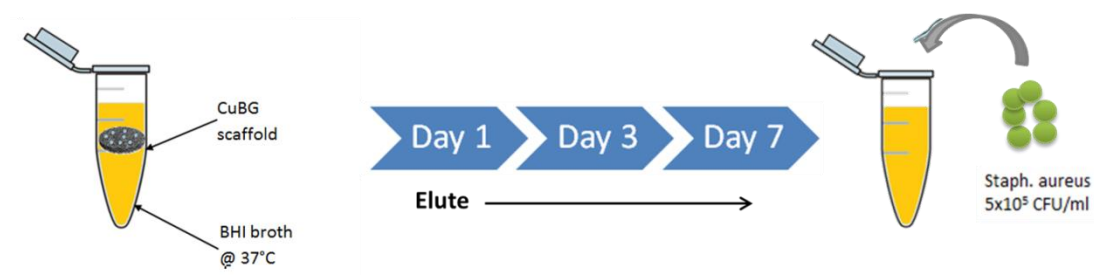 CuBG
scaffold
BHI broth
@ 37°C
Day 1
Day 3
Day 7
Elute
Staph. aureus
5x10⁵ CFU/ml